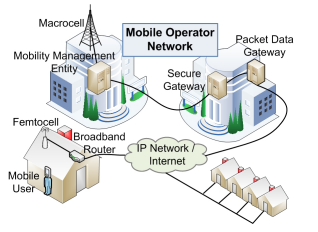 Macrocell
Mobile Operator
Network
Packet Data
Gateway
Mobility Management
Entity
Secure
Gateway
Femtocell
Broadband
Router
IP Network /
Internet
Mobile
User